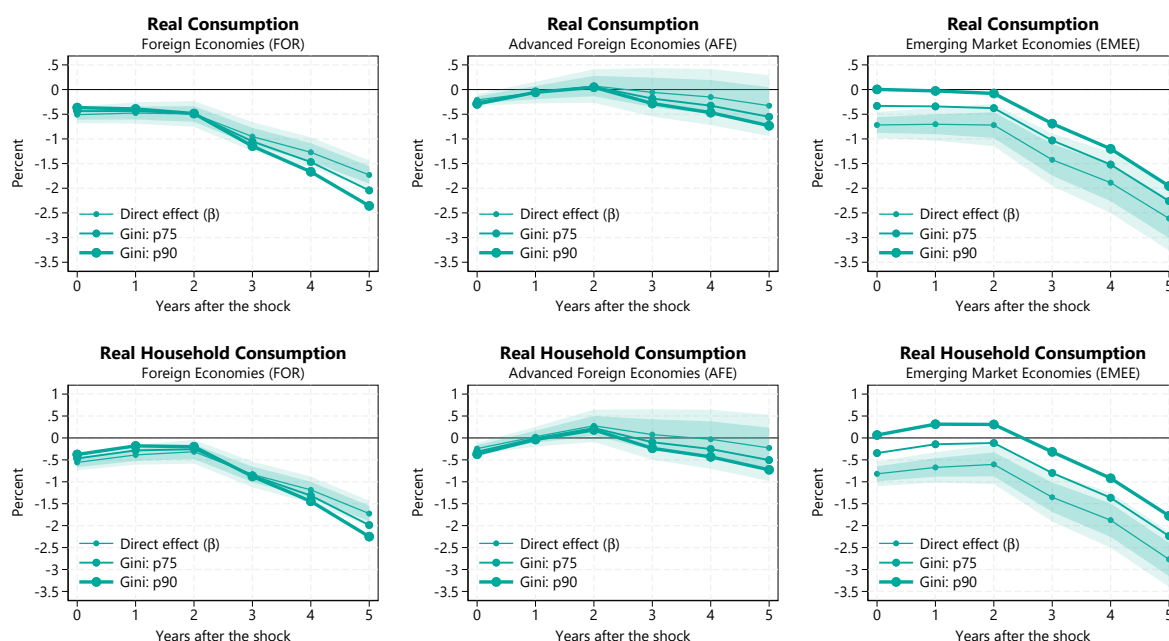 Real Consumption
Foreign Economies (FOR)
.5
0
-.5
-1
-1.5
-2
-2.5
-3
-3.5
Percent
Direct effect (β)
Gini: p75
Gini: p90
0 1 2 3 4 5
Years after the shock
Real Consumption
Advanced Foreign Economies (AFE)
.5
0
-.5
-1
-1.5
-2
-2.5
-3
-3.5
Percent
Direct effect (β)
Gini: p75
Gini: p90
0 1 2 3 4 5
Years after the shock
Real Consumption
Emerging Market Economies (EMEE)
.5
0
-.5
-1
-1.5
-2
-2.5
-3
-3.5
Percent
Direct effect (β)
Gini: p75
Gini: p90
0 1 2 3 4 5
Years after the shock
Real Household Consumption
Foreign Economies (FOR)
1
.5
0
-.5
-1
-1.5
-2
-2.5
-3
-3.5
Percent
Direct effect (β)
Gini: p75
Gini: p90
0 1 2 3 4 5
Years after the shock
Real Household Consumption
Advanced Foreign Economies (AFE)
1
.5
0
-.5
-1
-1.5
-2
-2.5
-3
-3.5
Percent
Direct effect (β)
Gini: p75
Gini: p90
0 1 2 3 4 5
Years after the shock
Real Household Consumption
Emerging Market Economies (EMEE)
1
.5
0
-.5
-1
-1.5
-2
-2.5
-3
-3.5
Percent
Direct effect (β)
Gini: p75
Gini: p90
0 1 2 3 4 5
Years after the shock